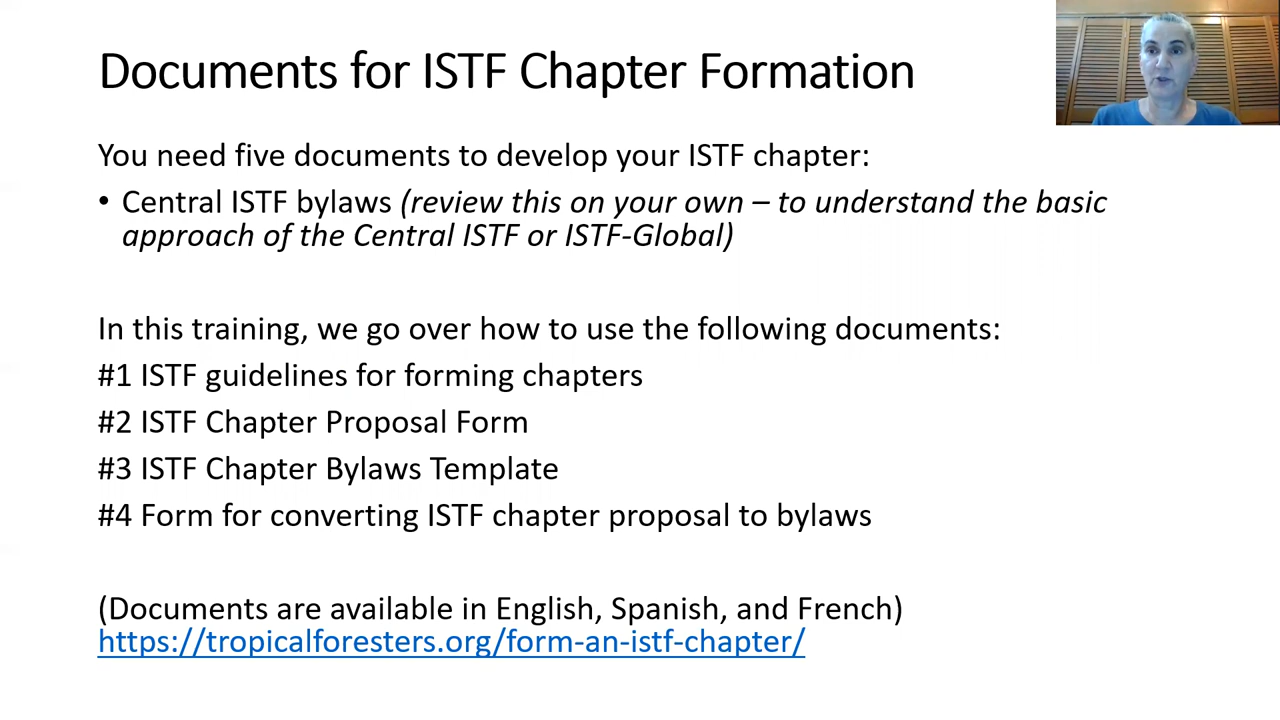 Documents for ISTF Chapter Formation
You need five documents to develop your ISTF chapter:
• Central ISTF bylaws (review this on your own – to understand the basic
approach of the Central ISTF or ISTF-Global)
In this training, we go over how to use the following documents:
#1 ISTF guidelines for forming chapters
#2 ISTF Chapter Proposal Form
#3 ISTF Chapter Bylaws Template
#4 Form for converting ISTF chapter proposal to bylaws
(Documents are available in English, Spanish, and French)
https://tropicalforesters.org/form-an-istf-chapter/